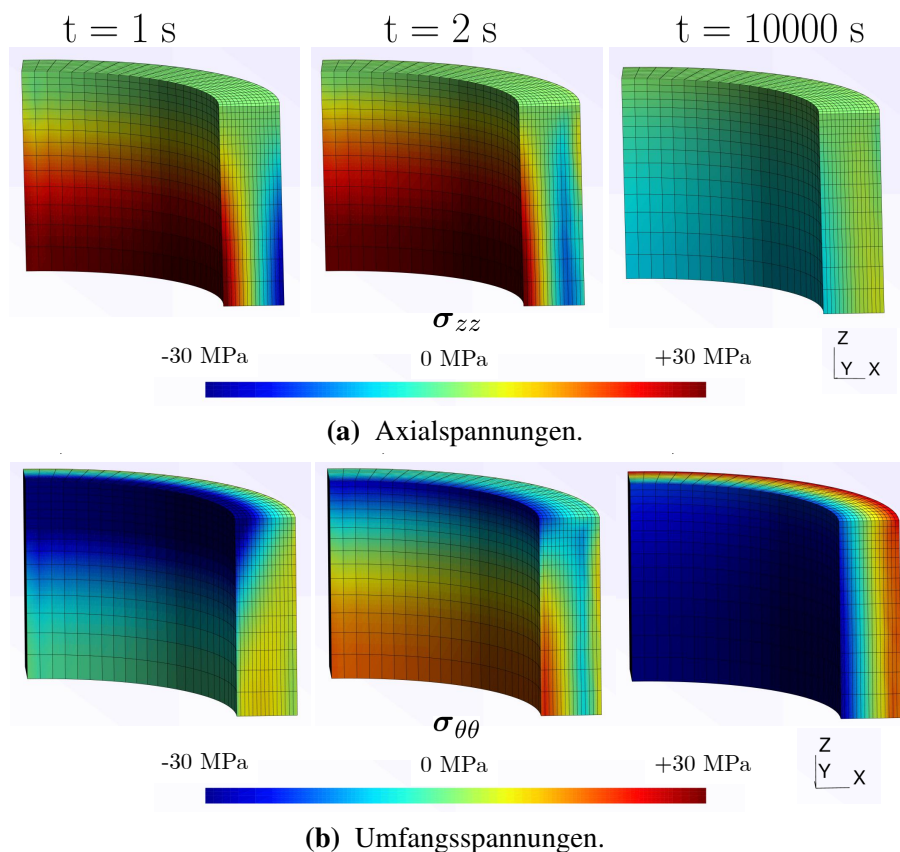 t = 1 s
t = 2 s
t = 10000 s
σzz
-30 MPa
0 MPa
+30 MPa
Z
Y X
(a) Axialspannungen.
σθθ
-30 MPa
0 MPa
+30 MPa
Z
Y
X
(b) Umfangsspannungen.